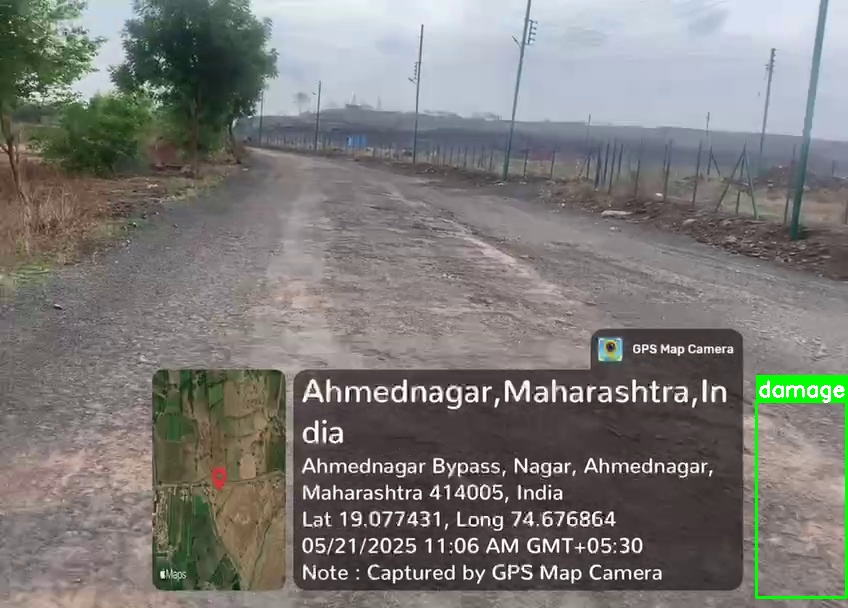 GPS Map Camera
Ahmednagar,Maharashtra,In
dia
Ahmednagar Bypass, Nagar, Ahmednagar,
Maharashtra 414005, India
Lat 19.077431, Long 74.676864
05/21/2025 11:06 AM GMT+05:30
Note : Captured by GPS Map Camera
Maps
damage